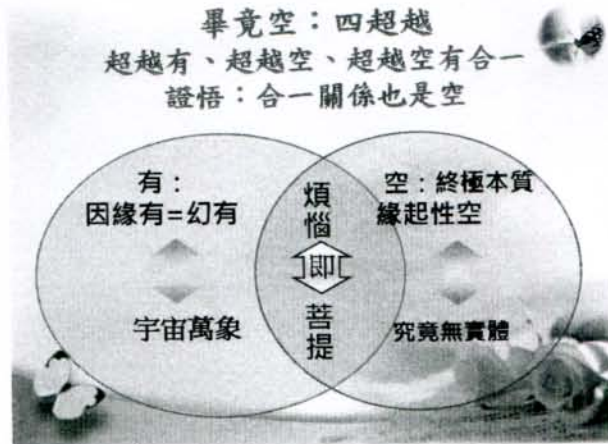 畢竟空：四超越
超越有、超越空、超越空有合一
證悟：合一關係也是空
有：
因緣有=幻有
宇宙萬象
煩惱
即
菩提
空：終極本質
緣起性空
究竟無實體